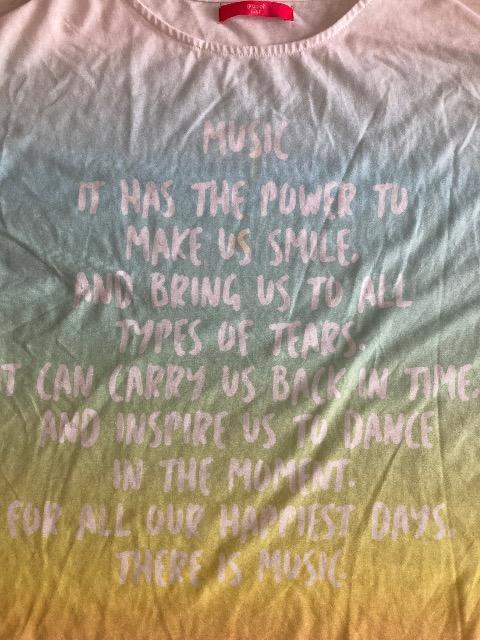 MUSIC
IT HAS THE POWER TO
MAKE US SMILE,
AND BRING US TO ALL
TYPES OF TEARS.
IT CAN CARRY US BACK IN TIME,
AND INSPIRE US TO DANCE
IN THE MOMENT.
FOR ALL OUR HAPPIEST DAYS,
THERE IS MUSIC.